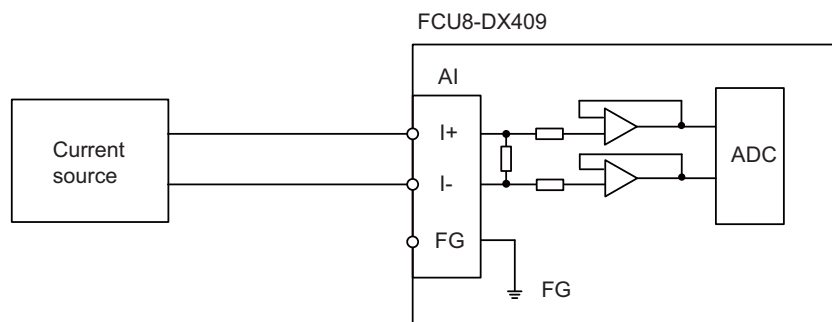 FCU8-DX409
AI
Current
source
I+
I-
FG
ADC
FG